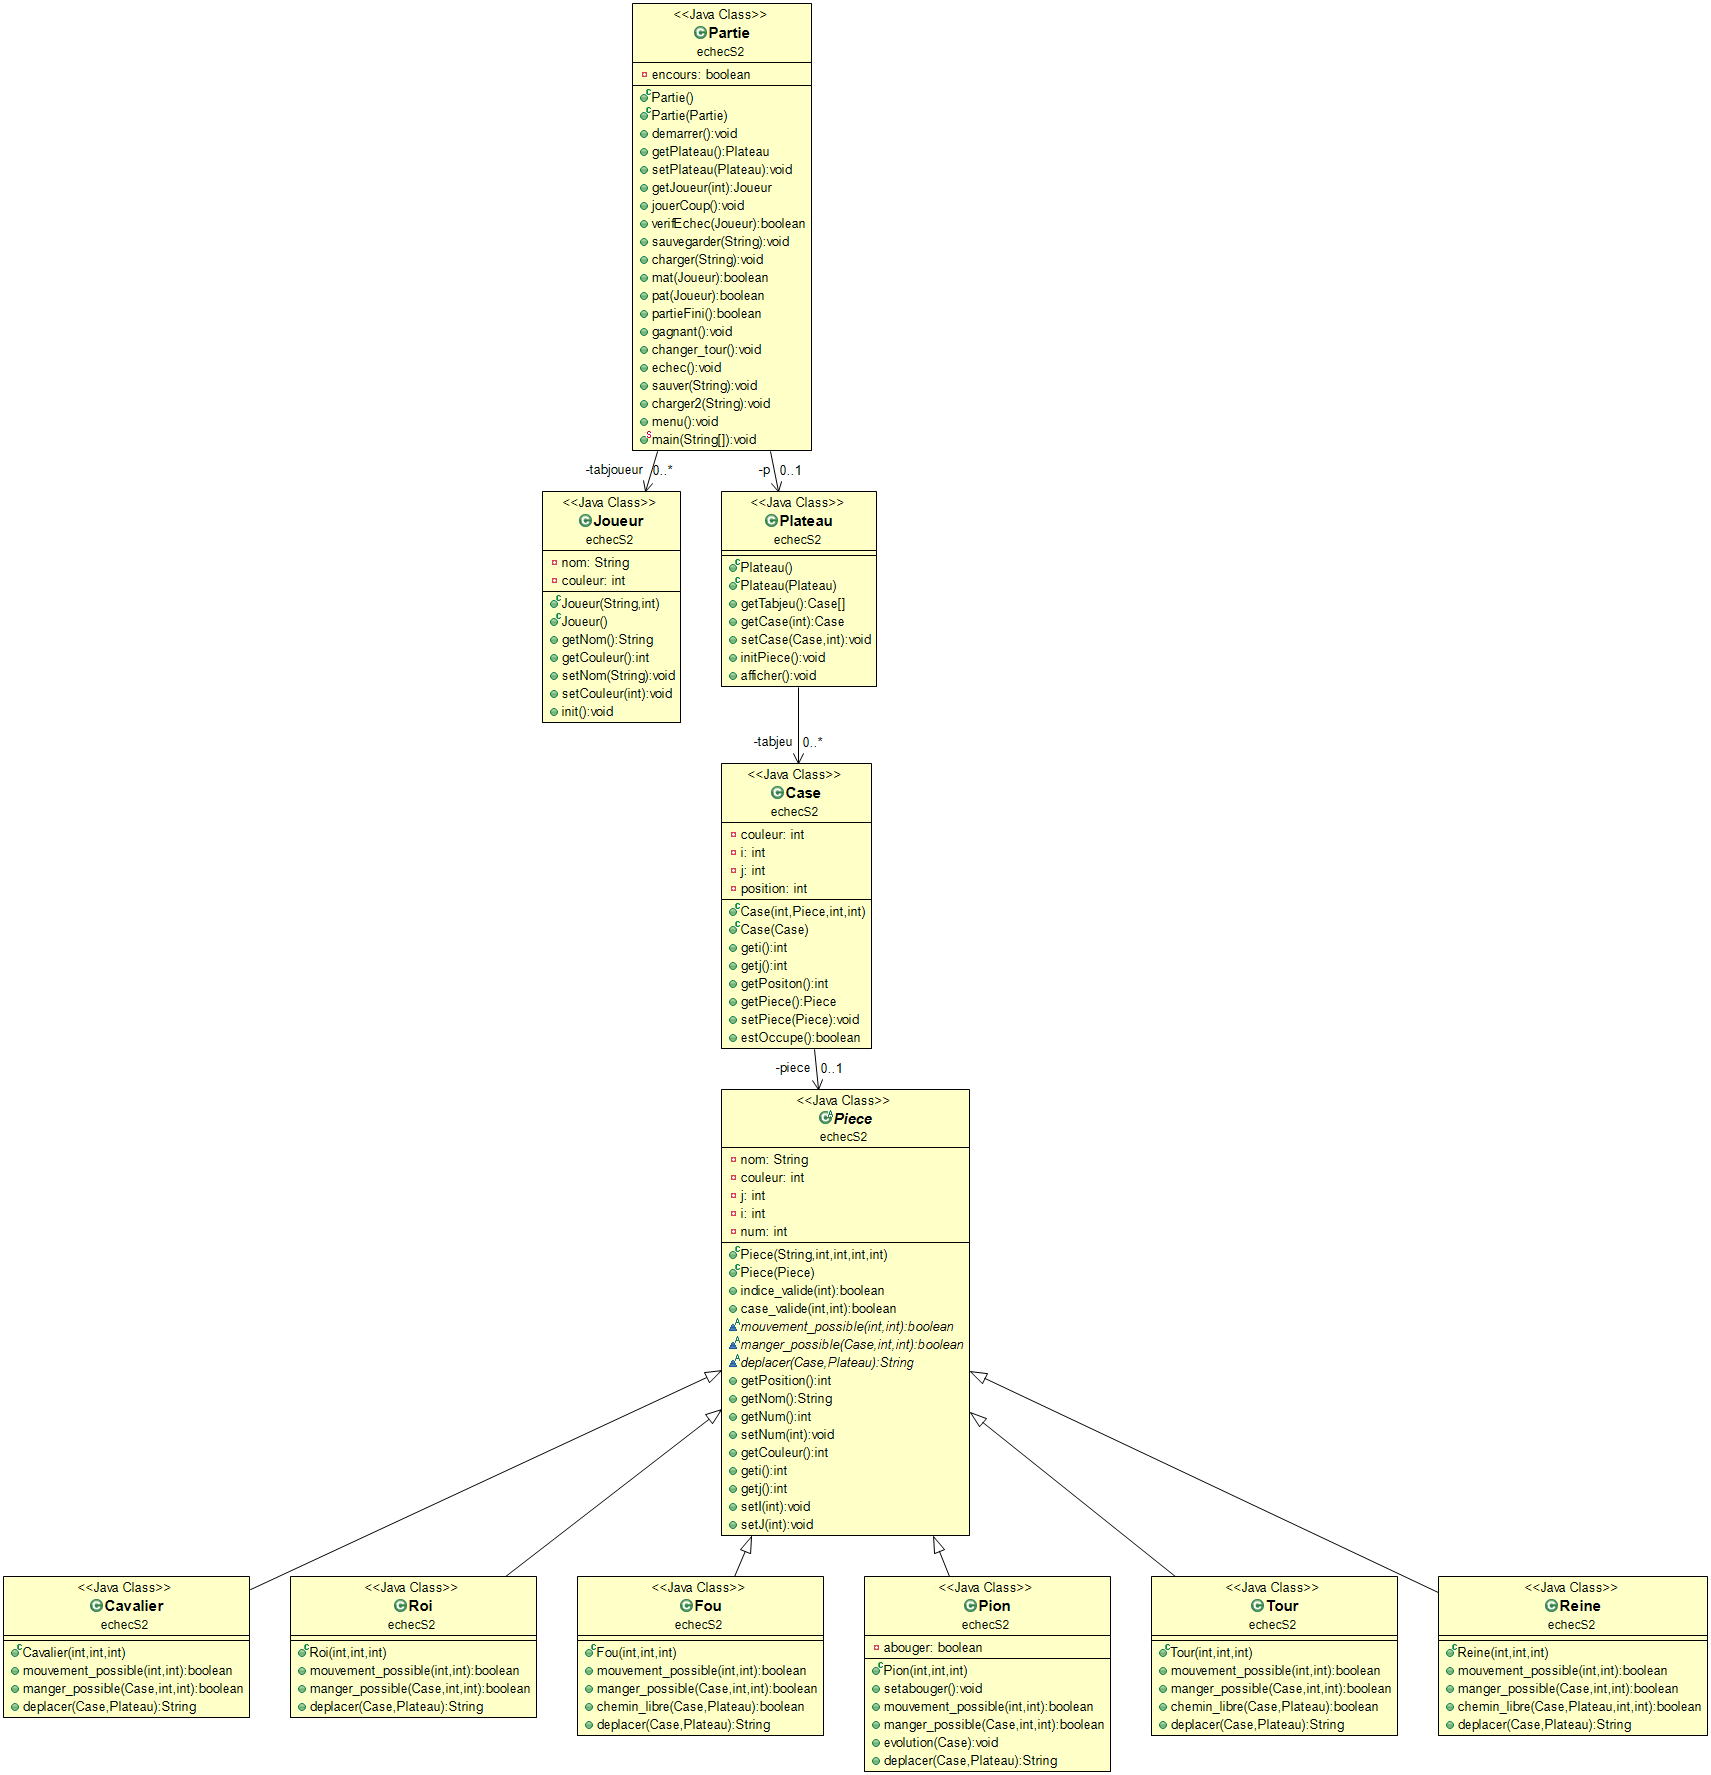 <<Java Class>>
Partie
echecS2
encours: boolean
Partie()
Partie(Partie)
demarrer():void
getPlateau():Plateau
setPlateau(Plateau):void
getJoueur(int):Joueur
jouerCoup():void
verifEchec(Joueur):boolean
sauvegarder(String):void
charger(String):void
mat(Joueur):boolean
pat(Joueur):boolean
partieFini():boolean
gagnant():void
changer_tour():void
echec():void
sauver(String):void
charger2(String):void
menu():void
main(String[]):void
-tabjoueur 0..*
-p 0..1
<<Java Class>>
Joueur
echecS2
nom: String
couleur: int
Joueur(String,int)
Joueur()
getNom():String
getCouleur():int
setNom(String):void
setCouleur(int):void
init():void
<<Java Class>>
Plateau
echecS2
Plateau()
Plateau(Plateau)
getTabjeu():Case[]
getCase(int):Case
setCase(Case,int):void
initPiece():void
afficher():void
-tabjeu 0..*
<<Java Class>>
Case
echecS2
couleur: int
i: int
j: int
position: int
Case(int,Piece,int,int)
Case(Case)
geti():int
getj():int
getPositon():int
getPiece():Piece
setPiece(Piece):void
estOccupe():boolean
-piece 0..1
<<Java Class>>
Piece
echecS2
nom: String
couleur: int
j: int
i: int
num: int
Piece(String,int,int,int,int)
Piece(Piece)
indice_valide(int):boolean
case_valide(int,int):boolean
mouvement_possible(int,int):boolean
manger_possible(Case,int,int):boolean
deplacer(Case,Plateau):String
getPosition():int
getNom():String
getNum():int
setNum(int):void
getCouleur():int
geti():int
getj():int
setI(int):void
setJ(int):void
<<Java Class>>
Cavalier
echecS2
Cavalier(int,int,int)
mouvement_possible(int,int):boolean
manger_possible(Case,int,int):boolean
deplacer(Case,Plateau):String
<<Java Class>>
Roi
echecS2
Roi(int,int,int)
mouvement_possible(int,int):boolean
manger_possible(Case,int,int):boolean
deplacer(Case,Plateau):String
<<Java Class>>
Fou
echecS2
Fou(int,int,int)
mouvement_possible(int,int):boolean
manger_possible(Case,int,int):boolean
chemin_libre(Case,Plateau):boolean
deplacer(Case,Plateau):String
<<Java Class>>
Pion
echecS2
abouger: boolean
Pion(int,int,int)
setabouger():void
mouvement_possible(int,int):boolean
manger_possible(Case,int,int):boolean
evolution(Case):void
deplacer(Case,Plateau):String
<<Java Class>>
Tour
echecS2
Tour(int,int,int)
mouvement_possible(int,int):boolean
manger_possible(Case,int,int):boolean
chemin_libre(Case,Plateau):boolean
deplacer(Case,Plateau):String
<<Java Class>>
Reine
echecS2
Reine(int,int,int)
mouvement_possible(int,int):boolean
manger_possible(Case,int,int):boolean
chemin_libre(Case,Plateau,int,int):boolean
deplacer(Case,Plateau):String